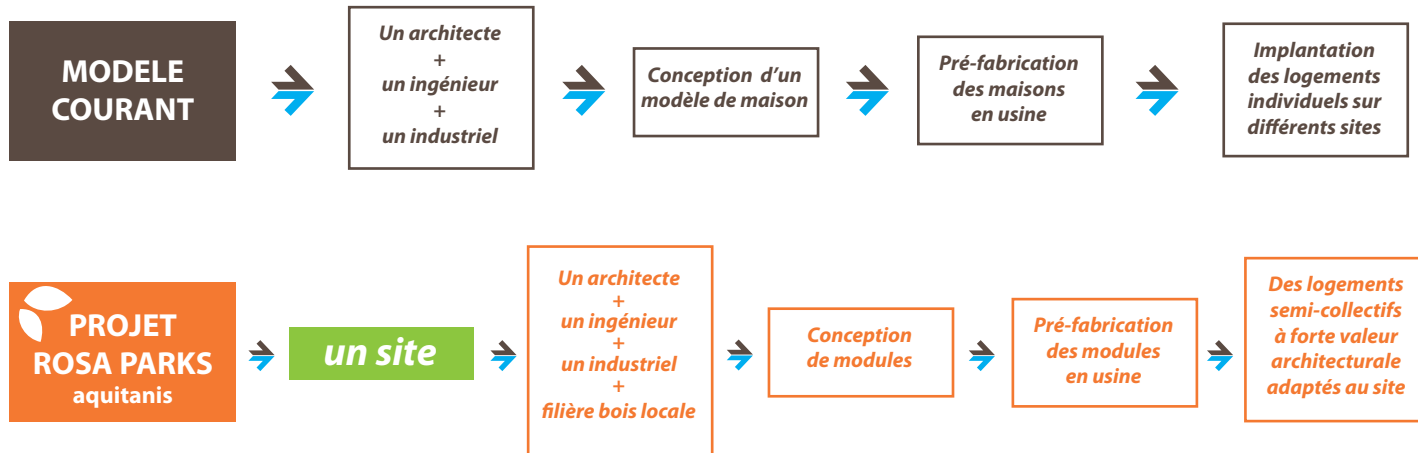 MODELE
COURANT
Un architecte
+
un ingénieur
+
un industriel
Conception d'un
modèle de maison
Pré-fabrication
des maisons
en usine
Implantation
des logements
individuels sur
différents sites
PROJET
ROSA PARKS
aquitanis
un site
Un architecte
+
un ingénieur
+
un industriel
+
filière bois locale
Conception
de modules
Pré-fabrication
des modules
en usine
Des logements
semi-collectifs
à forte valeur
architecturale
adaptés au site